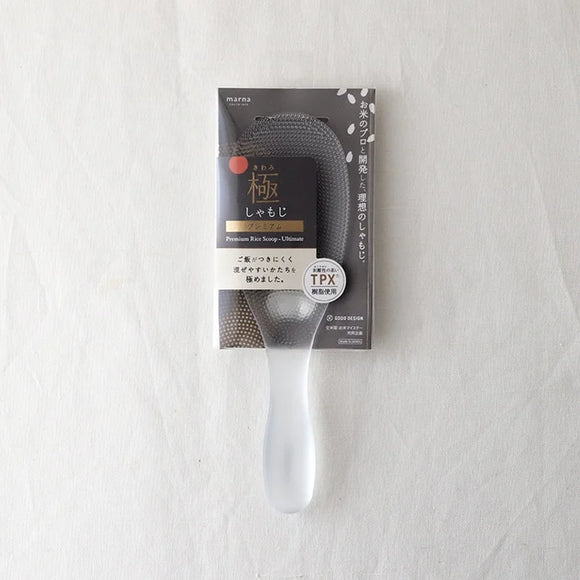 marna
お米のプロと開発した、理想のしゃもじ。
きわみ
極
しゃもじ
プレミアム
Premium Rice Scoop - Ultimate
ご飯がつきにくく
混ぜやすいかたちを
極めました。
TPX
樹脂使用
GOOD DESIGN